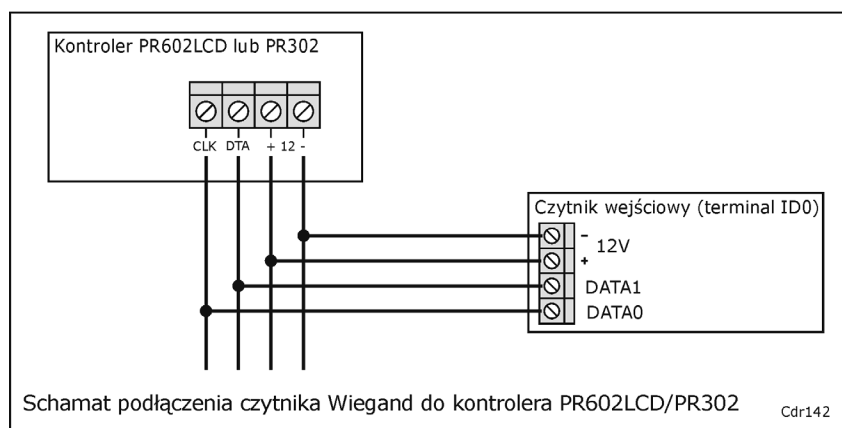 Kontroler PR602LCD lub PR302
CLK DTA + 12 -
Czytnik wejściowy (terminal ID0)
-
12V
+
DATA1
DATA0
Schamat podłączenia czytnika Wiegand do kontrolera PR602LCD/PR302
Cdr142